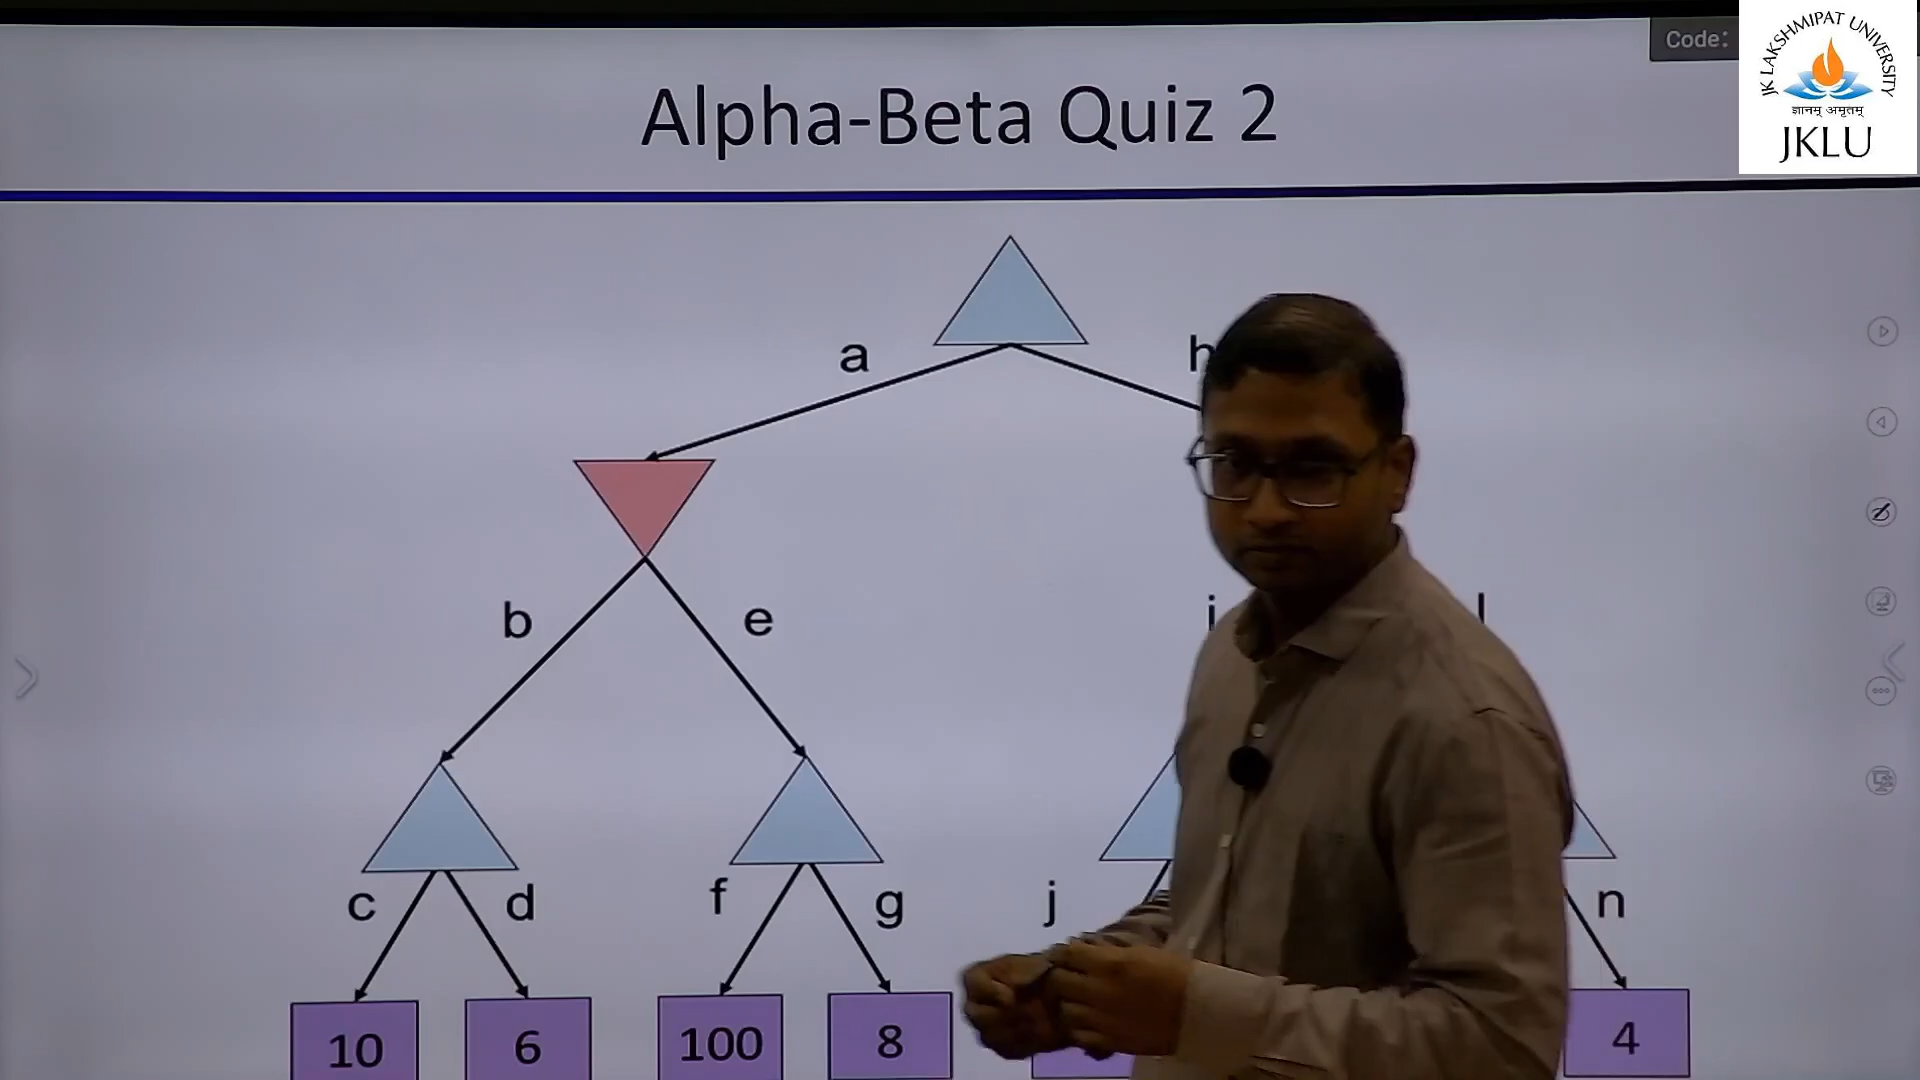 Code:
JK LAKSHMIPAT UNIVERSITY
ज्ञानम् अमृतम्
JKLU
Alpha-Beta Quiz 2
a
h
b
e
i
l
c
d
f
g
j
n
10
6
100
8
4